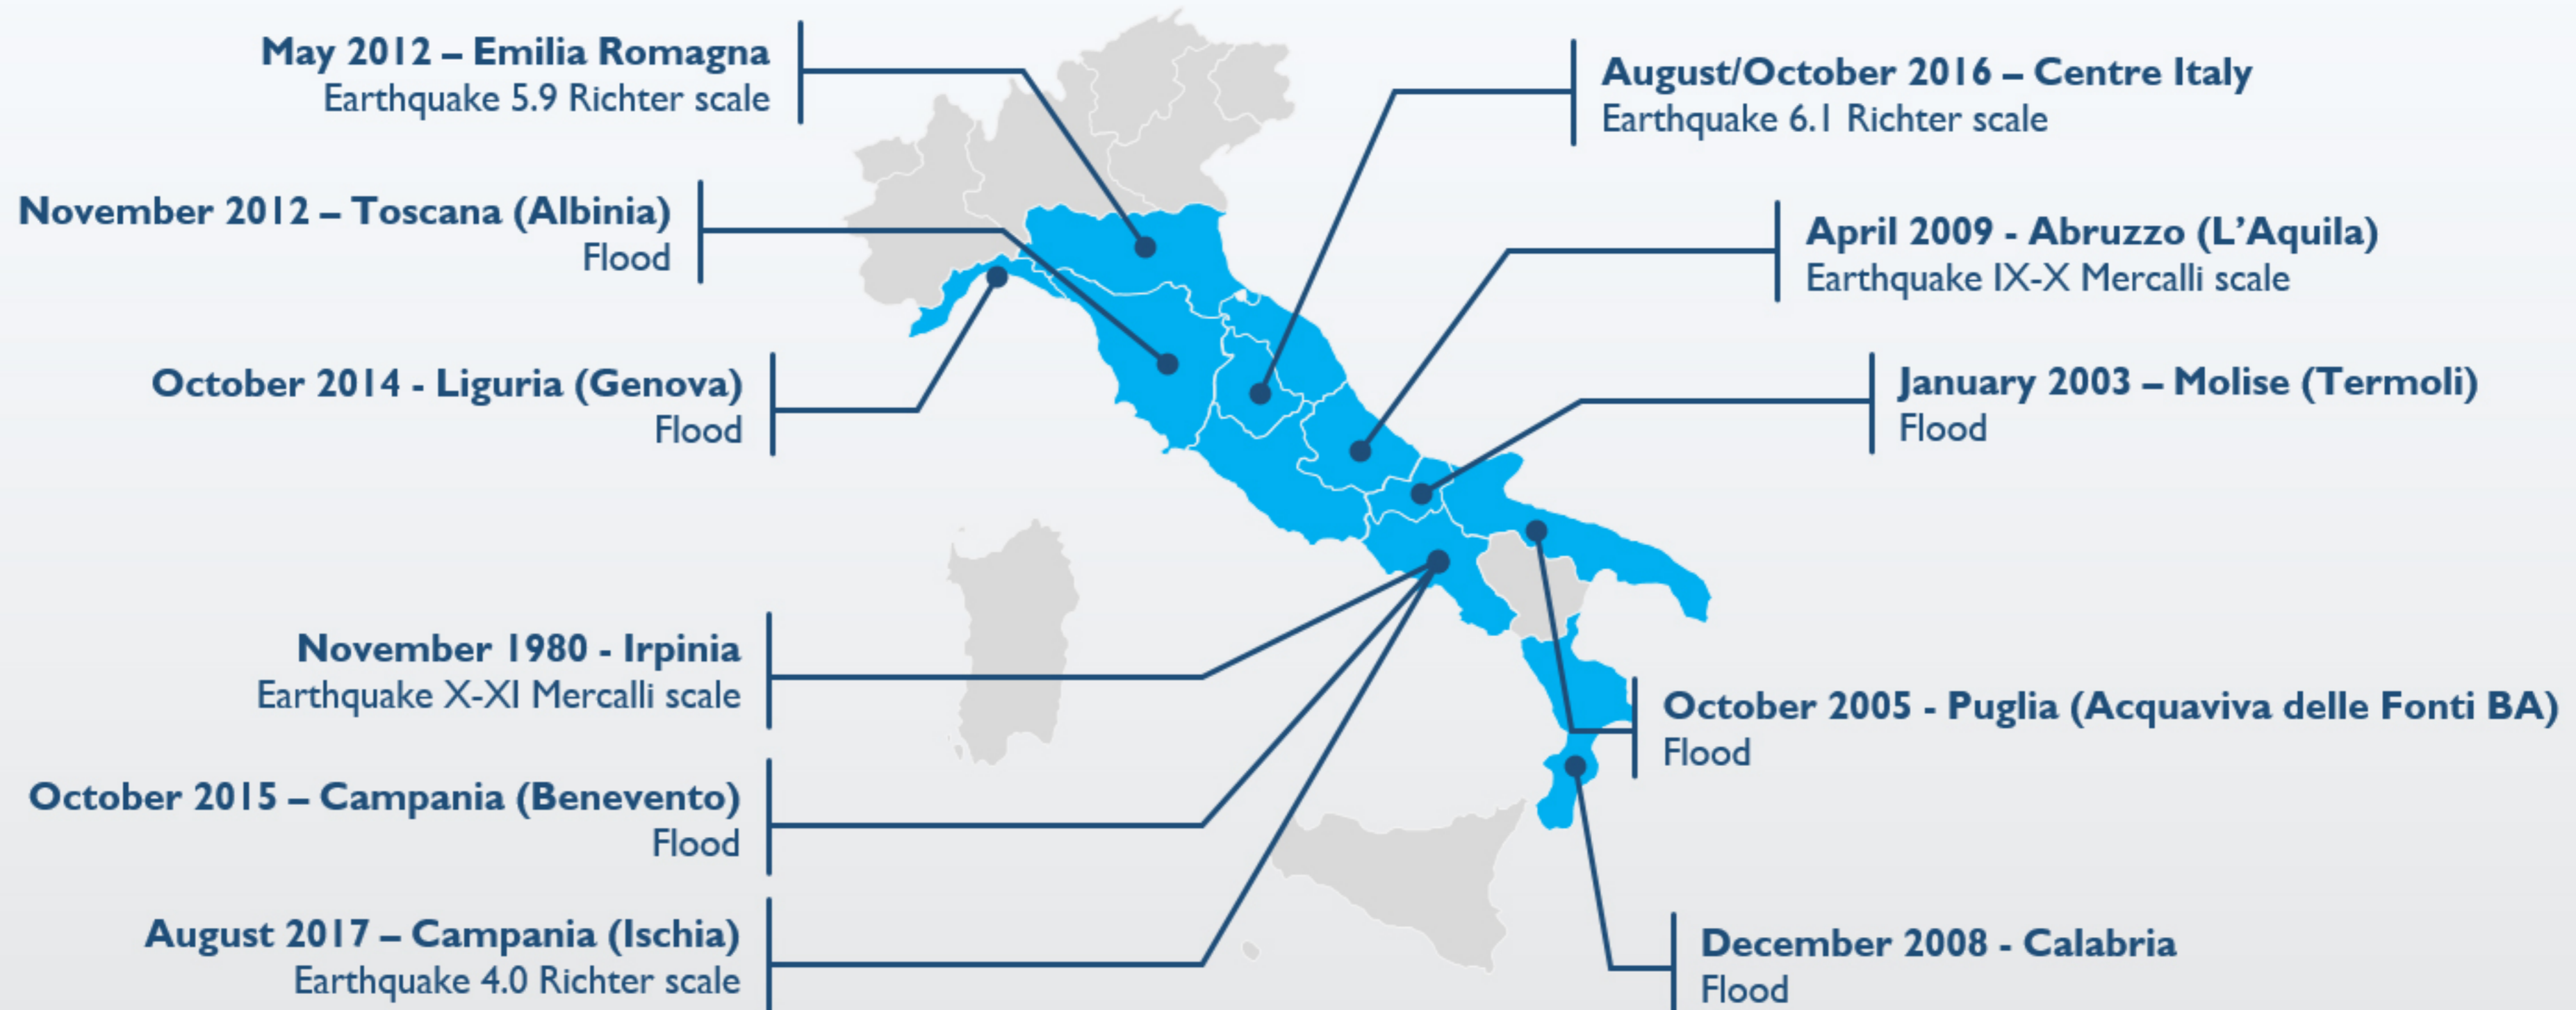 May 2012 – Emilia Romagna
Earthquake 5.9 Richter scale
November 2012 – Toscana (Albinia)
Flood
October 2014 - Liguria (Genova)
Flood
November 1980 - Irpinia
Earthquake X-XI Mercalli scale
October 2015 – Campania (Benevento)
Flood
August 2017 – Campania (Ischia)
Earthquake 4.0 Richter scale
August/October 2016 – Centre Italy
Earthquake 6.1 Richter scale
April 2009 - Abruzzo (L’Aquila)
Earthquake IX-X Mercalli scale
January 2003 – Molise (Termoli)
Flood
October 2005 - Puglia (Acquaviva delle Fonti BA)
Flood
December 2008 - Calabria
Flood